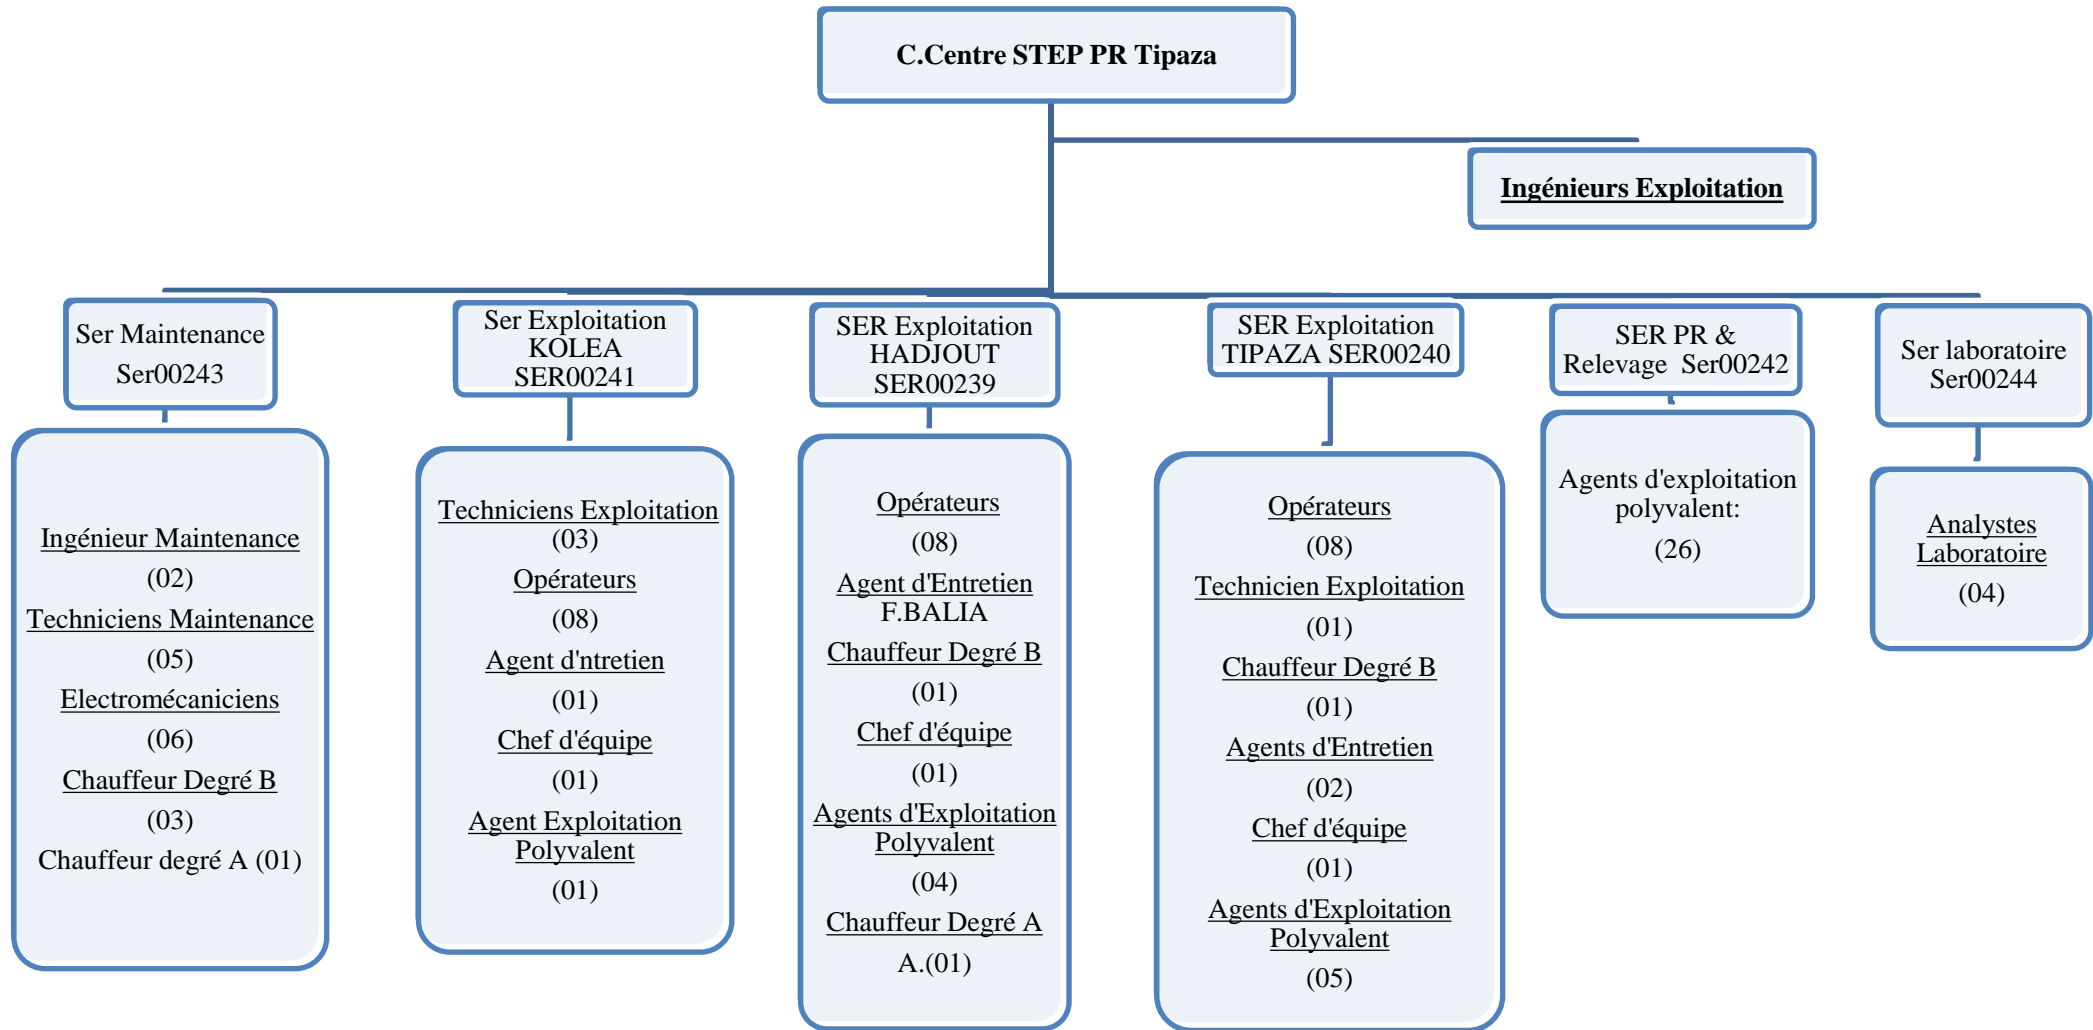 C.Centre STEP PR Tipaza
Ingénieurs Exploitation
Ser Maintenance
Ser00243
Ser Exploitation
KOLEA
SER00241
SER Exploitation
HADJOUT
SER00239
SER Exploitation
TIPAZA SER00240
SER PR &
Relevage Ser00242
Ser laboratoire
Ser00244
Ingénieur Maintenance
(02)
Techniciens Maintenance
(05)
Electromécaniciens
(06)
Chauffeur Degré B
(03)
Chauffeur degré A (01)
Techniciens Exploitation
(03)
Opérateurs
(08)
Agent d'ntretien
(01)
Chef d'équipe
(01)
Agent Exploitation
Polyvalent
(01)
Opérateurs
(08)
Agent d'Entretien
F.BALIA
Chauffeur Degré B
(01)
Chef d'équipe
(01)
Agents d'Exploitation
Polyvalent
(04)
Chauffeur Degré A
A.(01)
Opérateurs
(08)
Technicien Exploitation
(01)
Chauffeur Degré B
(01)
Agents d'Entretien
(02)
Chef d'équipe
(01)
Agents d'Exploitation
Polyvalent
(05)
Agents d'exploitation
polyvalent:
(26)
Analystes
Laboratoire
(04)